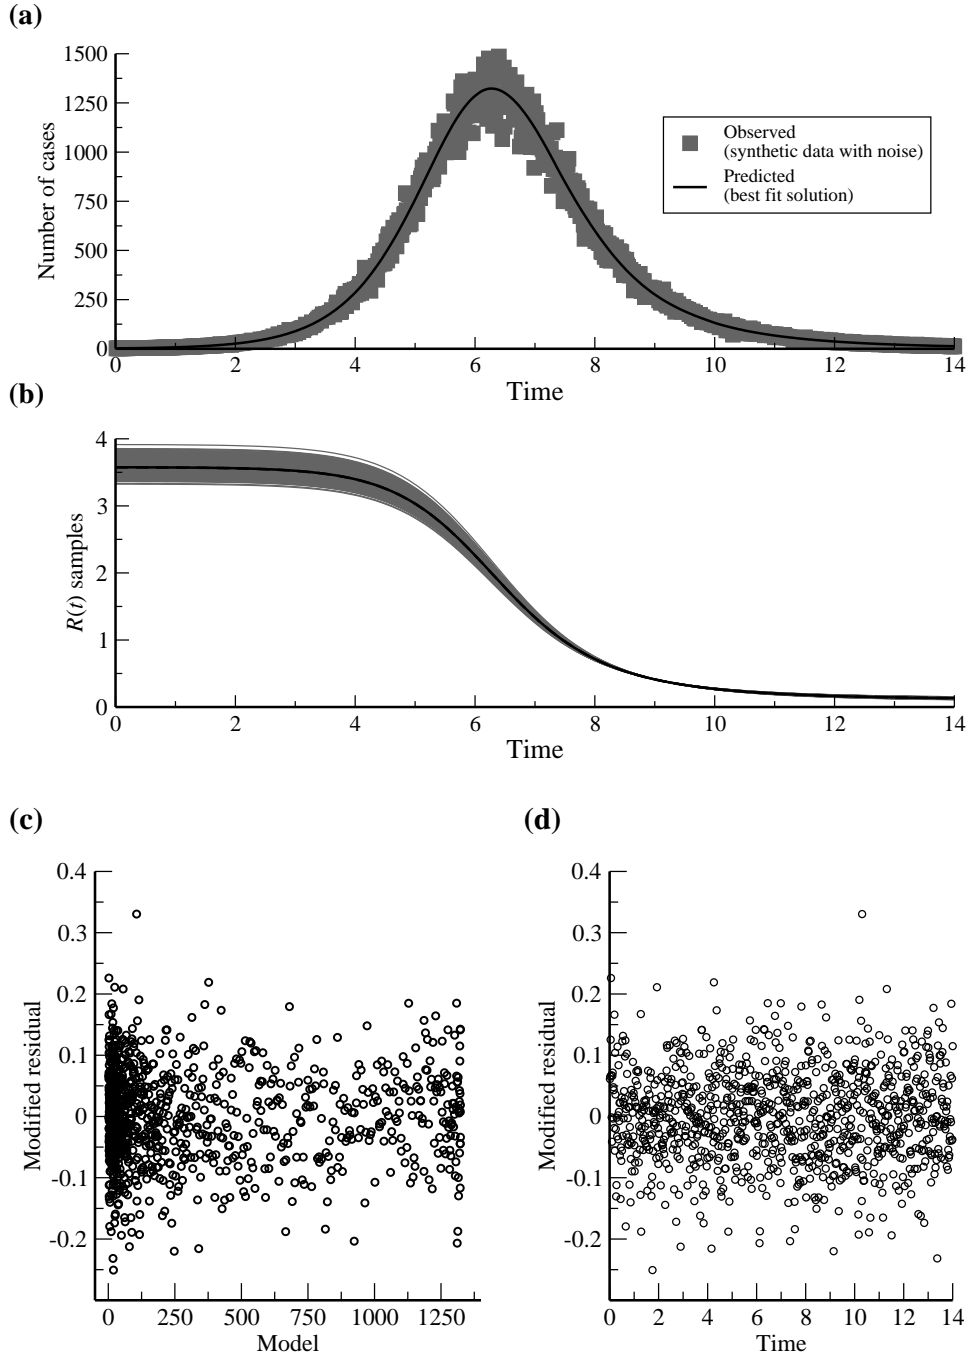 (a)
1500
1250
1000
750
500
250
0
Number of cases
Observed
(synthetic data with noise)
Predicted
(best fit solution)
0 2 4 6 8 10 12 14
Time
(b)
4
3
2
1
0
R(t) samples
0 2 4 6 8 10 12 14
Time
(c)
0.4
0.3
0.2
0.1
0
-0.1
-0.2
Modified residual
0 250 500 750 1000 1250
Model
(d)
0.4
0.3
0.2
0.1
0
-0.1
-0.2
Modified residual
0 2 4 6 8 10 12 14
Time